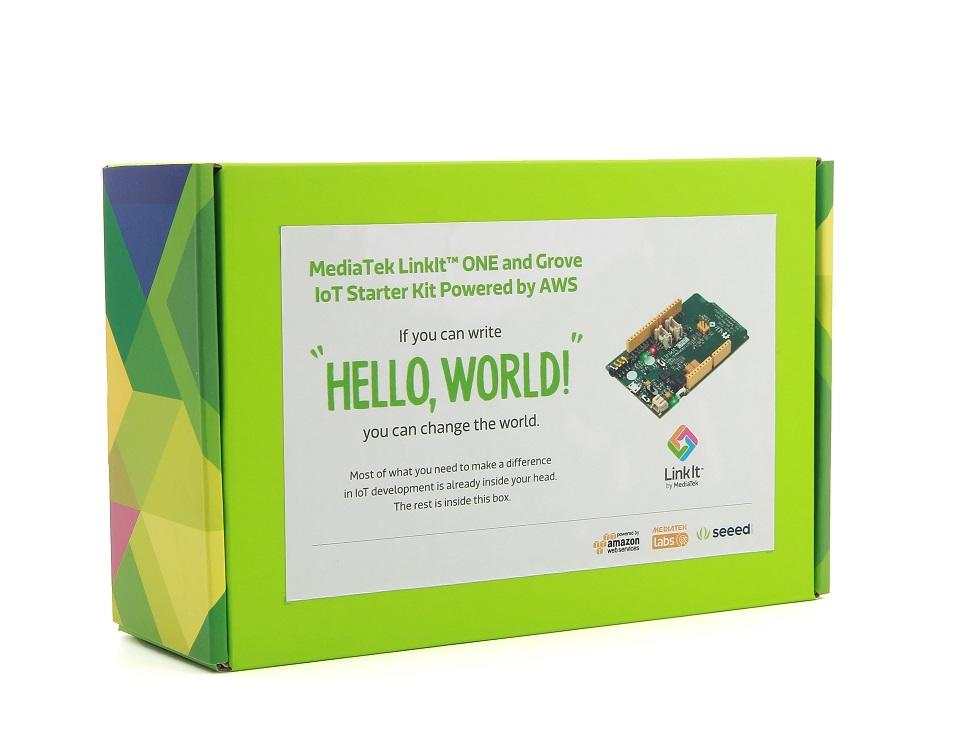 MediaTek LinkIt™ ONE and Grove
IoT Starter Kit Powered by AWS
If you can write
"HELLO, WORLD!"
you can change the world.
Most of what you need to make a difference
in IoT development is already inside your head.
The rest is inside this box.
LinkIt™
by MediaTek
powered by
amazon
web services
MEDIATEK
labs
seeed